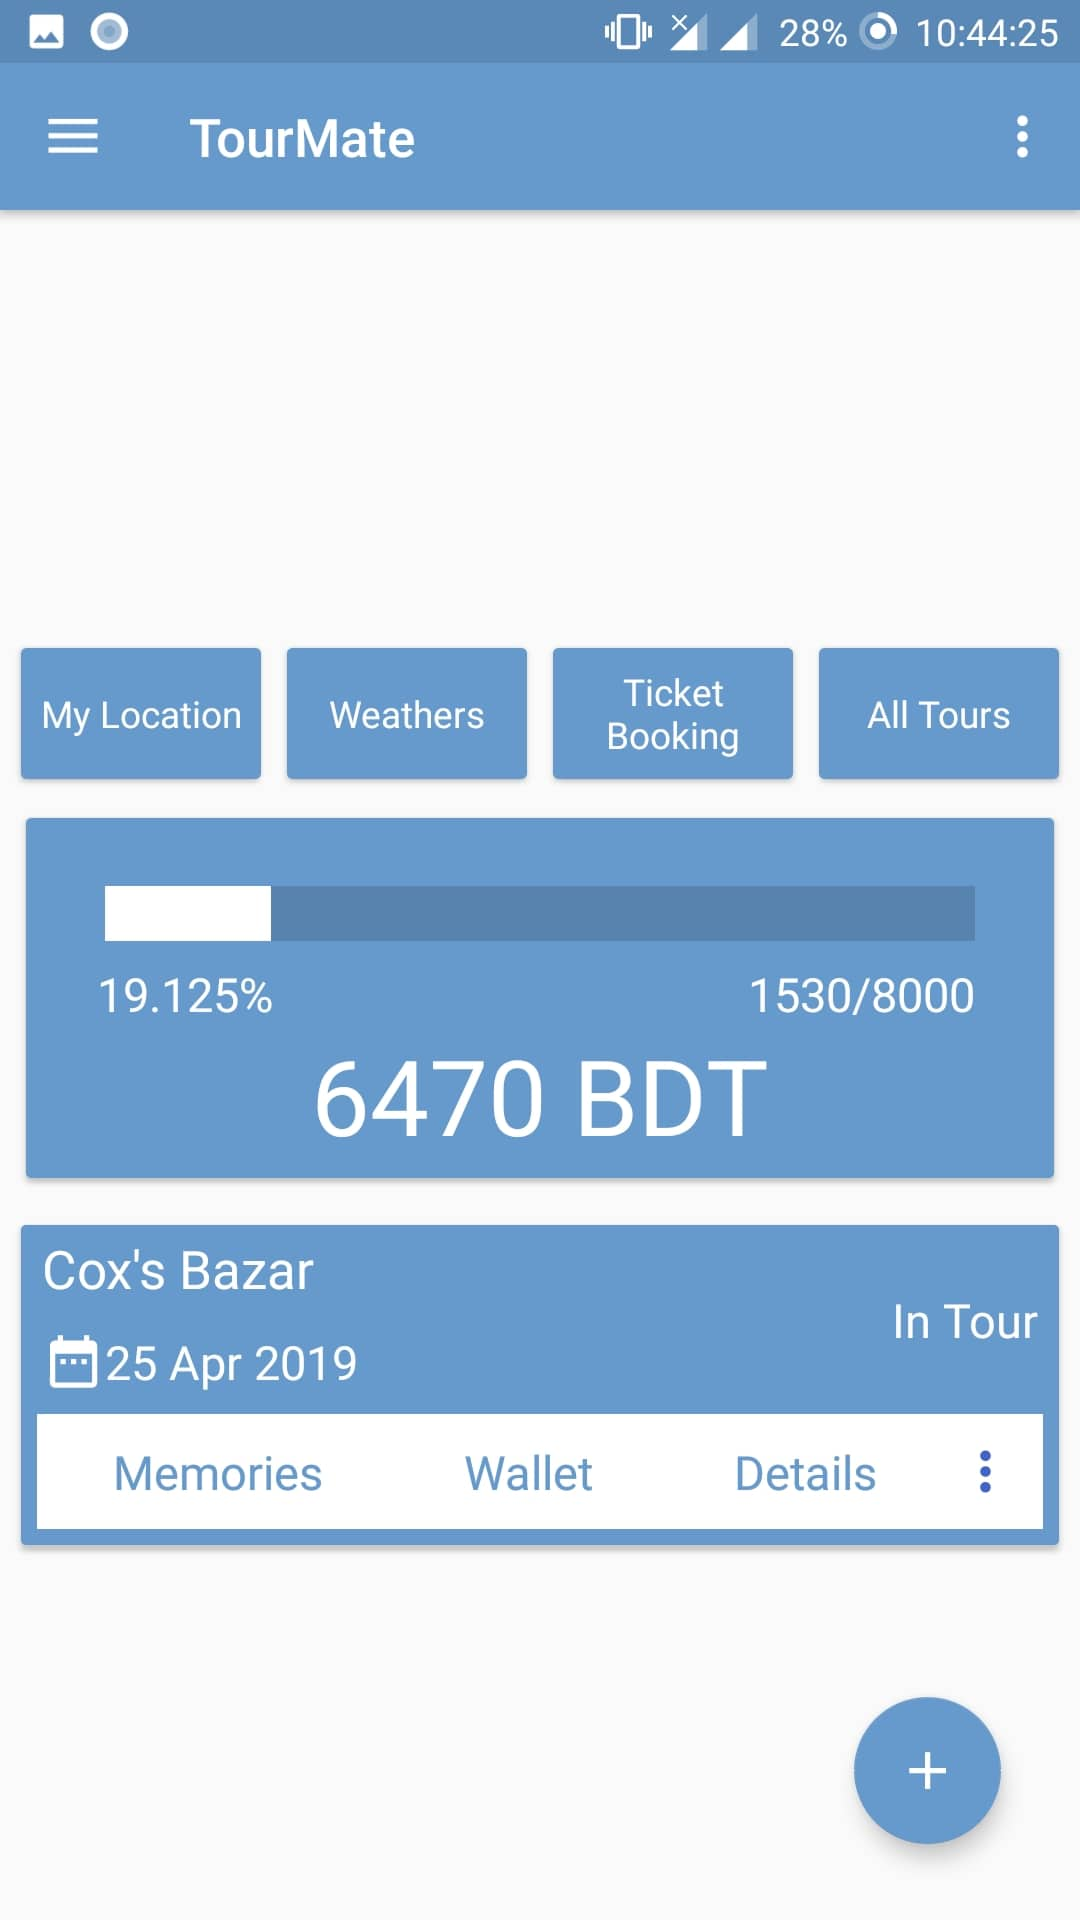 28% 10:44:25
TourMate
My Location
Weathers
Ticket
Booking
All Tours
19.125%
1530/8000
6470 BDT
Cox's Bazar
In Tour
25 Apr 2019
Memories
Wallet
Details